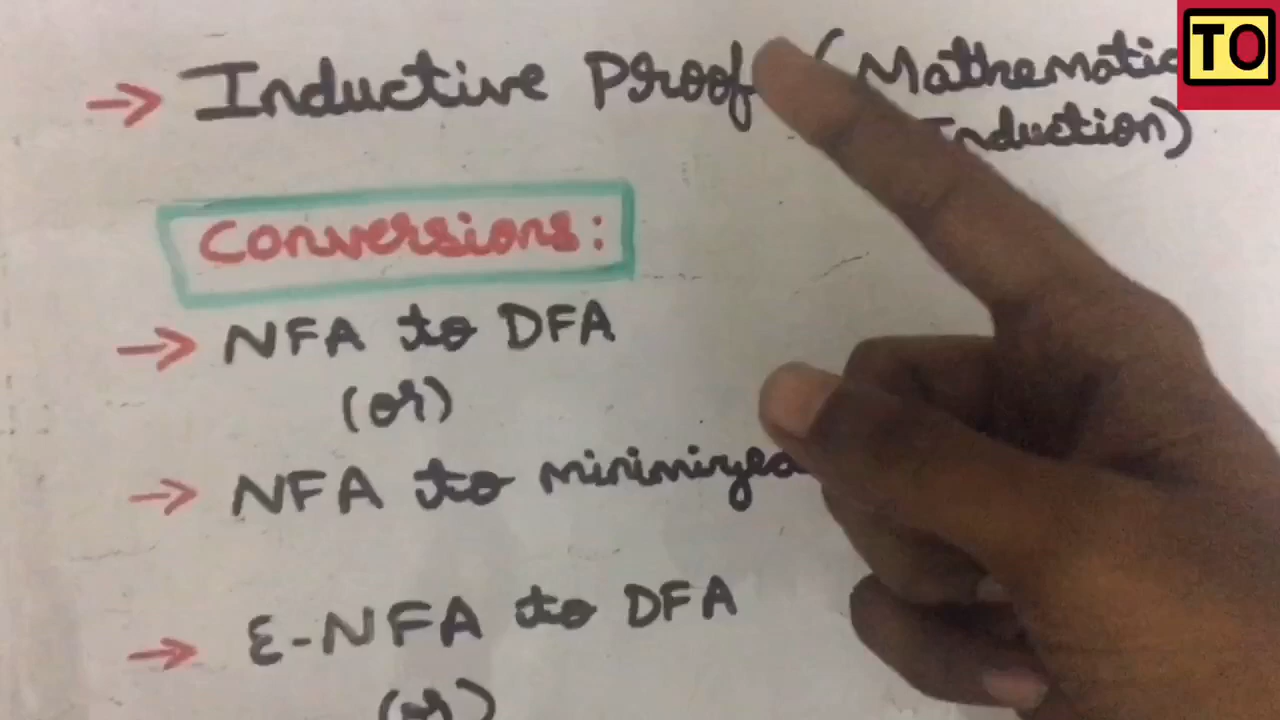 → Inductive Proof (Mathematic
Induction)
TO
Conversions:
→ NFA to DFA
(or)
→ NFA to minimized
→ ε-NFA to DFA
(or)